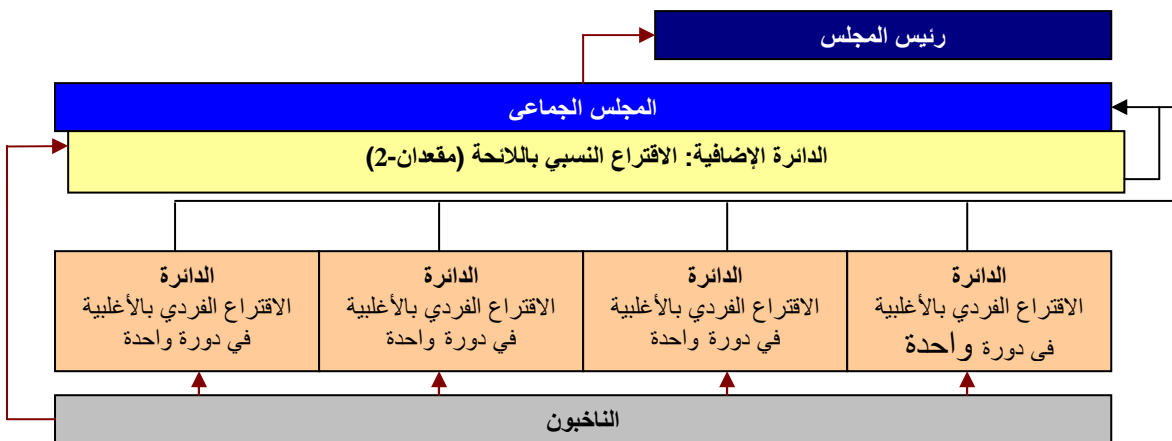 رئيس المجلس
المجلس الجماعى
الدائرة الإضافية: الاقتراع النسبي باللائحة (مقعدان-2)
الدائرة
الاقتراع الفردي بالأغلبية
فى دورة واحدة
الدائرة
الاقتراع الفردي بالأغلبية
في دورة واحدة
الدائرة
الاقتراع الفردي بالأغلبية
في دورة واحدة
الدائرة
الاقتراع الفردي بالأغلبية
في دورة واحدة
الناخبون